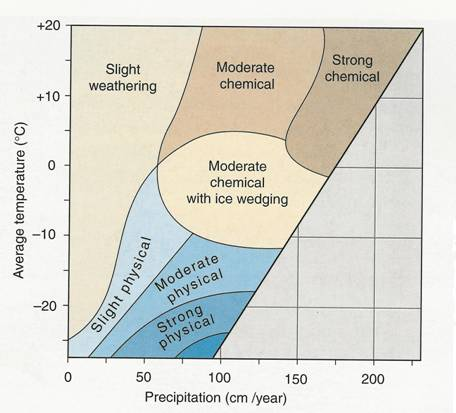 +20
+10
0
−10
−20
Average temperature (°C)
Slight
weathering
Moderate
chemical
Strong
chemical
Moderate
chemical
with ice wedging
Slight physical
Moderate
physical
Strong
physical
0
50
100
150
200
Precipitation (cm /year)